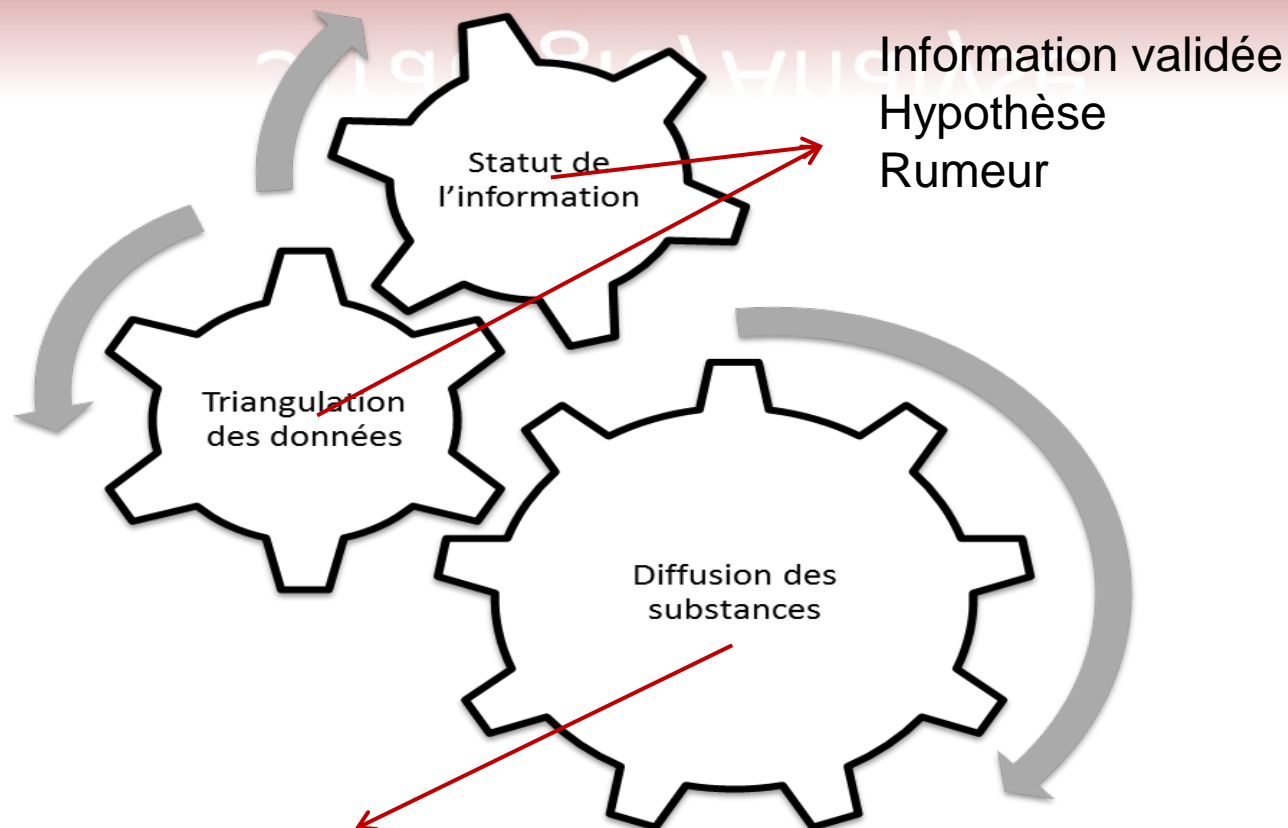 Information validée
Hypothèse
Rumeur
Statut de
l'information
Triangulation
des données
Diffusion des
substances